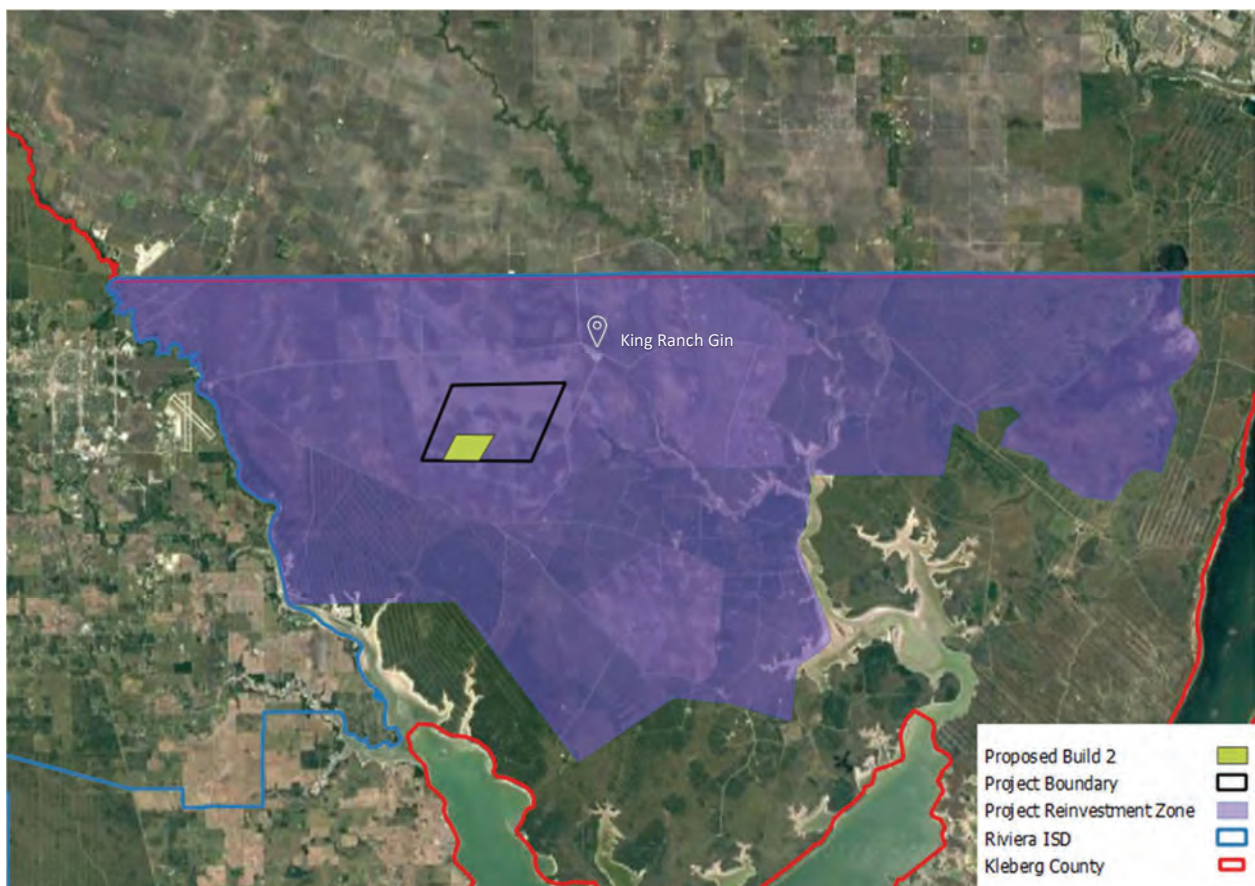 King Ranch Gin
Proposed Build 2
Project Boundary
Project Reinvestment Zone
Riviera ISD
Kleberg County